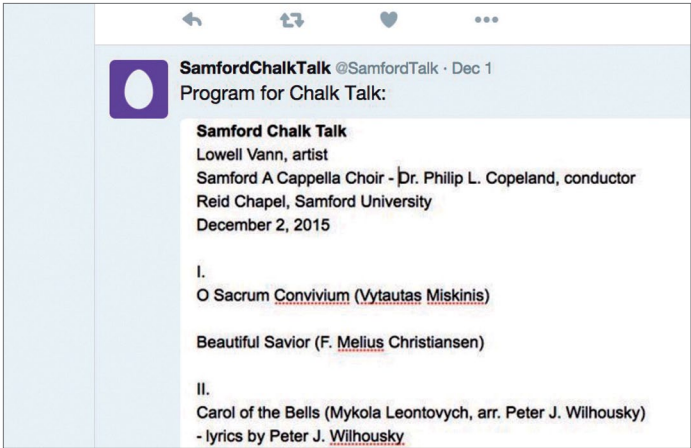 SamfordChalkTalk @SamfordTalk · Dec 1
Program for Chalk Talk:
Samford Chalk Talk
Lowell Vann, artist
Samford A Cappella Choir - Dr. Philip L. Copeland, conductor
Reid Chapel, Samford University
December 2, 2015
I.
O Sacrum Convivium (Vytautas Miskinis)
Beautiful Savior (F. Melius Christiansen)
II.
Carol of the Bells (Mykola Leontovych, arr. Peter J. Wilhousky)
- lyrics by Peter J. Wilhousky